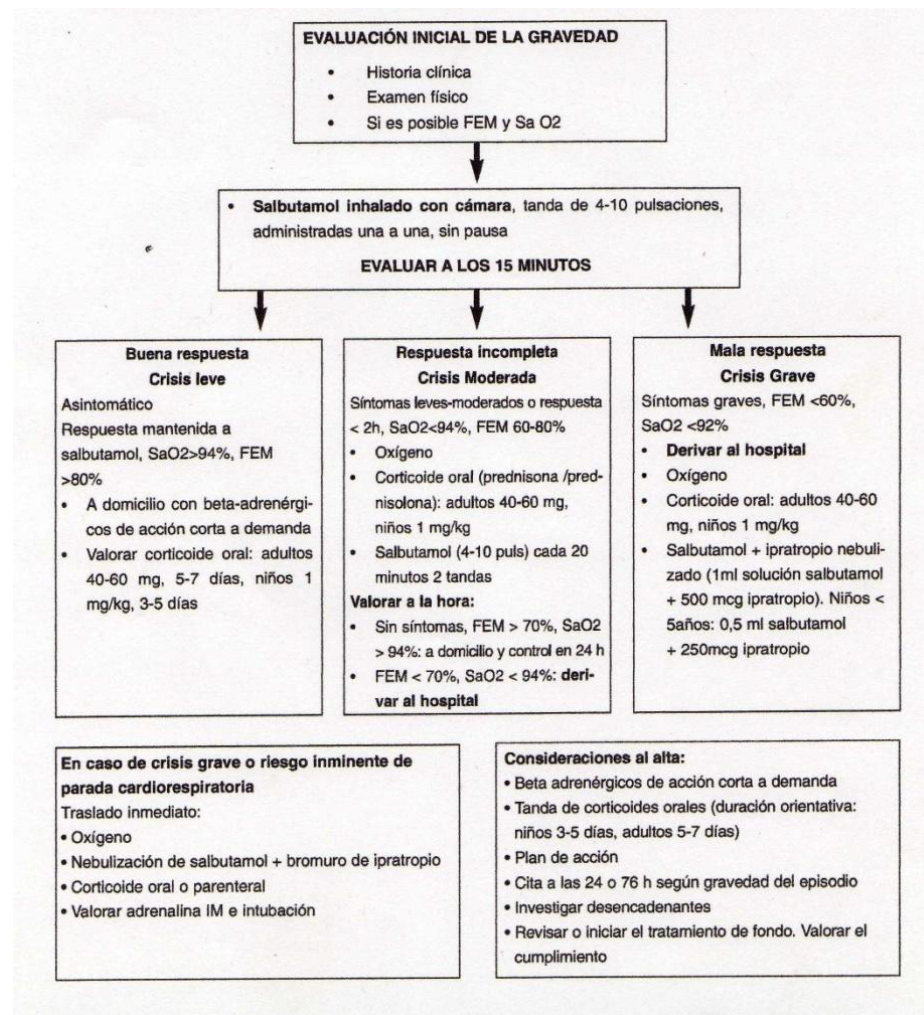 EVALUACIÓN INICIAL DE LA GRAVEDAD
• Historia clínica
• Examen físico
• Si es posible FEM y Sa O2
• Salbutamol inhalado con cámara, tanda de 4-10 pulsaciones,
administradas una a una, sin pausa
EVALUAR A LOS 15 MINUTOS
Buena respuesta
Crisis leve
Asintomático
Respuesta mantenida a
salbutamol, SaO2>94%, FEM
>80%
• A domicilio con beta-adrenérgi-
cos de acción corta a demanda
• Valorar corticoide oral: adultos
40-60 mg, 5-7 días, niños 1
mg/kg, 3-5 días
Respuesta incompleta
Crisis Moderada
Síntomas leves-moderados o respuesta
< 2h, SaO2<94%, FEM 60-80%
• Oxígeno
• Corticoide oral (prednisona /pred-
nisolona): adultos 40-60 mg,
niños 1 mg/kg
• Salbutamol (4-10 puls) cada 20
minutos 2 tandas
Valorar a la hora:
• Sin síntomas, FEM > 70%, SaO2
> 94%: a domicilio y control en 24 h
• FEM < 70%, SaO2 < 94%: deri-
var al hospital
Mala respuesta
Crisis Grave
Síntomas graves, FEM <60%,
SaO2 <92%
• Derivar al hospital
• Oxígeno
• Corticoide oral: adultos 40-60
mg, niños 1 mg/kg
• Salbutamol + ipratropio nebuli-
zado (1ml solución salbutamol
+ 500 mcg ipratropio). Niños <
5años: 0,5 ml salbutamol
+ 250mcg ipratropio
En caso de crisis grave o riesgo inminente de
parada cardiorespiratoria
Traslado inmediato:
• Oxígeno
• Nebulización de salbutamol + bromuro de ipratropio
• Corticoide oral o parenteral
• Valorar adrenalina IM e intubación
Consideraciones al alta:
• Beta adrenérgicos de acción corta a demanda
• Tanda de corticoides orales (duración orientativa:
niños 3-5 días, adultos 5-7 días)
• Plan de acción
• Cita a las 24 o 76 h según gravedad del episodio
• Investigar desencadenantes
• Revisar o iniciar el tratamiento de fondo. Valorar el
cumplimiento